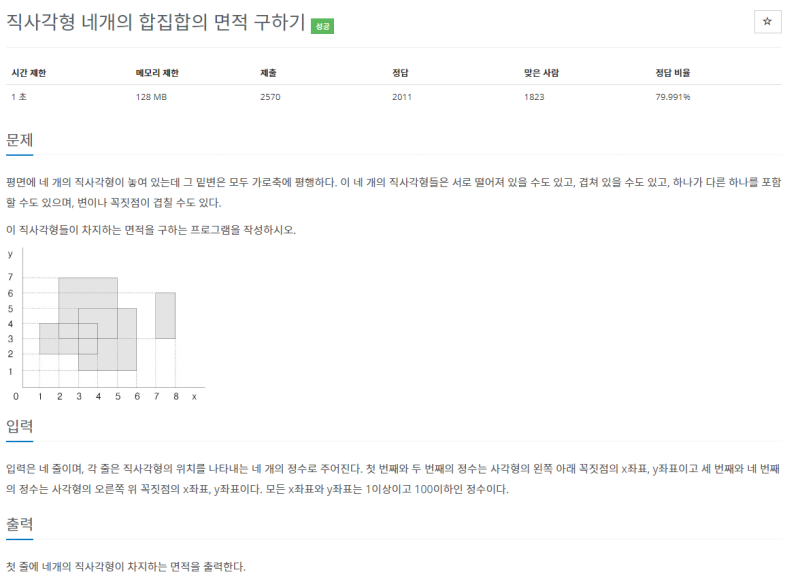 직사각형 네개의 합집합의 면적 구하기 성공 ☆
시간 제한 메모리 제한 제출 정답 맞은 사람 정답 비율
1 초 128 MB 2570 2011 1823 79.991%
문제
평면에 네 개의 직사각형이 놓여 있는데 그 밑변은 모두 가로축에 평행하다. 이 네 개의 직사각형들은 서로 떨어져 있을 수도 있고, 겹쳐 있을 수도 있고, 하나가 다른 하나를 포함
할 수도 있으며, 변이나 꼭짓점이 겹칠 수도 있다.
이 직사각형들이 차지하는 면적을 구하는 프로그램을 작성하시오.
y
7
6
5
4
3
2
1
0 1 2 3 4 5 6 7 8 x
입력
입력은 네 줄이며, 각 줄은 직사각형의 위치를 나타내는 네 개의 정수로 주어진다. 첫 번째와 두 번째의 정수는 사각형의 왼쪽 아래 꼭짓점의 x좌표, y좌표이고 세 번째와 네 번째
의 정수는 사각형의 오른쪽 위 꼭짓점의 x좌표, y좌표이다. 모든 x좌표와 y좌표는 1이상이고 100이하인 정수이다.
출력
첫 줄에 네개의 직사각형이 차지하는 면적을 출력한다.